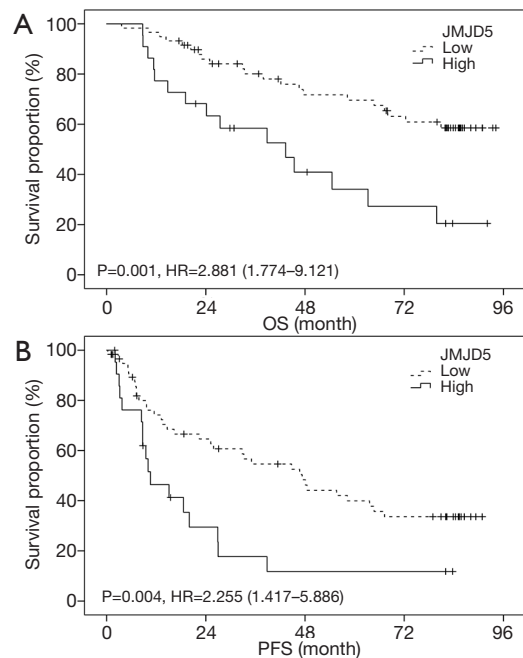 A
JMJD5
Low
High
Survival proportion (%)
100
80
60
40
20
0
P=0.001, HR=2.881 (1.774–9.121)
0 24 48 72 96
OS (month)
B
JMJD5
Low
High
Survival proportion (%)
100
80
60
40
20
0
P=0.004, HR=2.255 (1.417–5.886)
0 24 48 72 96
PFS (month)